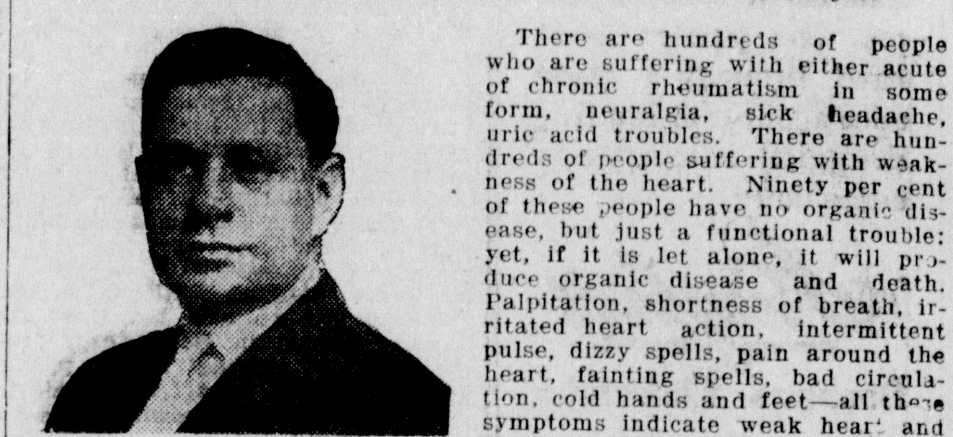 There are hundreds of people
who are suffering with either acute
of chronic rheumatism in some
form, neuralgia, sick headache,
uric acid troubles. There are hun-
dreds of people suffering with weak-
ness of the heart. Ninety per cent
of these people have no organic dis-
ease, but just a functional trouble:
yet, if it is let alone, it will pro-
duce organic disease and death.
Palpitation, shortness of breath, ir-
ritated heart action, intermittent
pulse, dizzy spells, pain around the
heart, fainting spells, bad circula-
tion, cold hands and feet—all these
symptoms indicate weak heart and